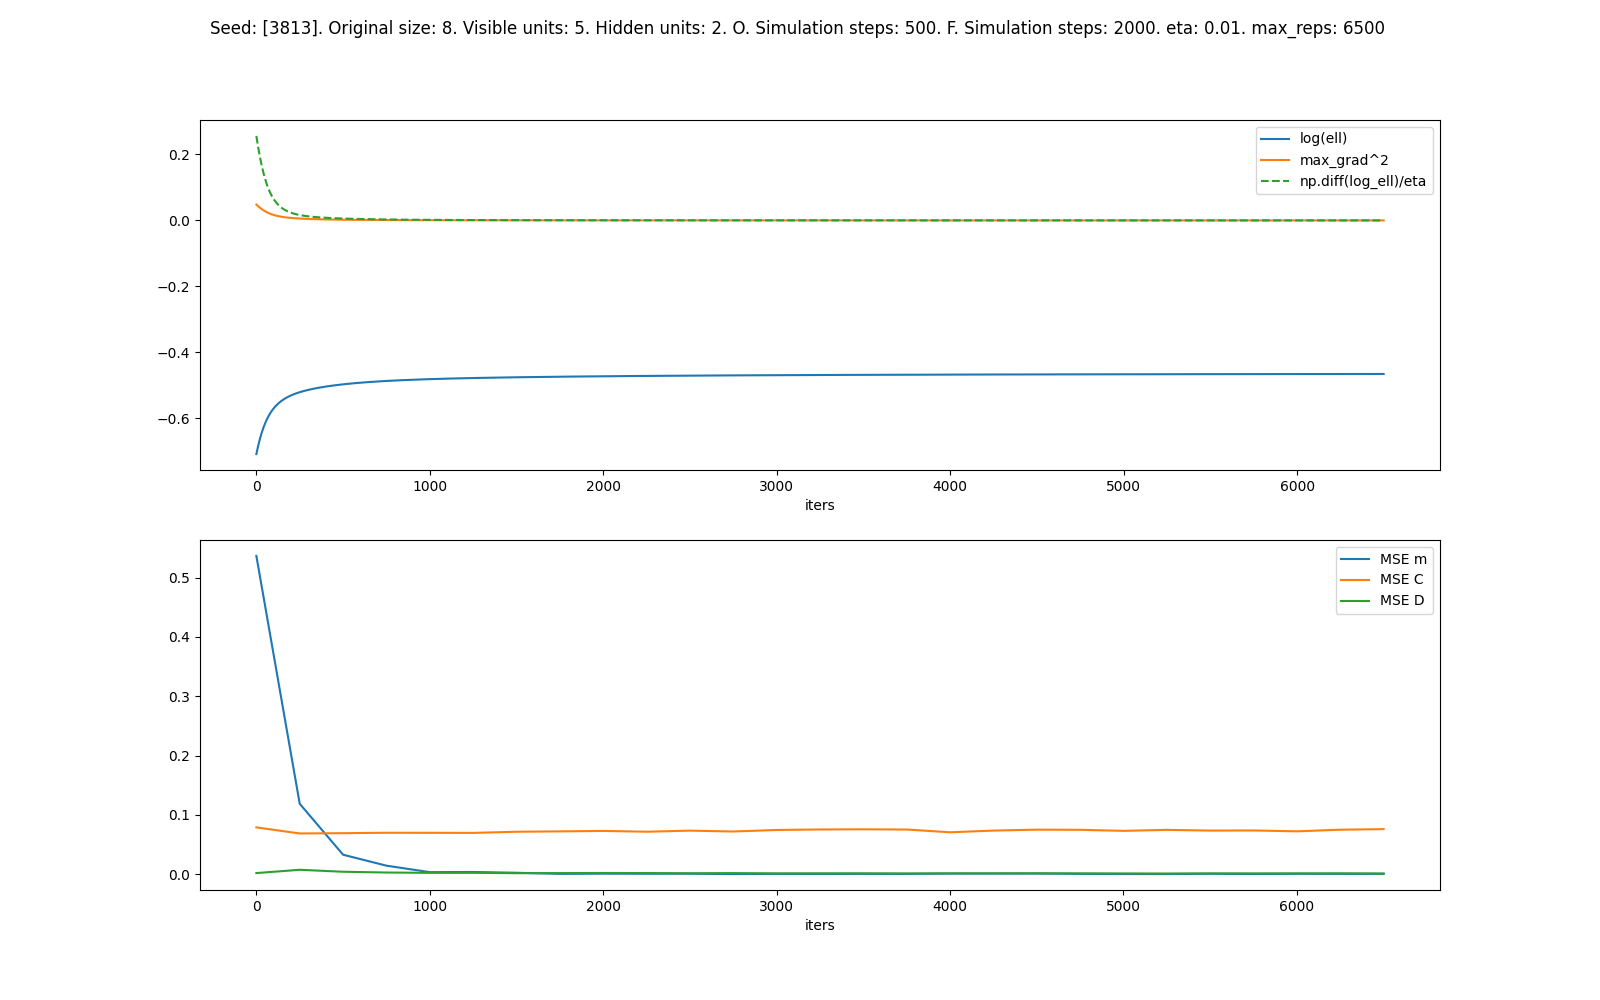 Seed: [3813]. Original size: 8. Visible units: 5. Hidden units: 2. O. Simulation steps: 500. F. Simulation steps: 2000. eta: 0.01. max_reps: 6500
log(ell)
max_grad^2
np.diff(log_ell)/eta
0.2
0.0
−0.2
−0.4
−0.6
0 1000 2000 3000 4000 5000 6000
iters
MSE m
MSE C
MSE D
0.5
0.4
0.3
0.2
0.1
0.0
0 1000 2000 3000 4000 5000 6000
iters